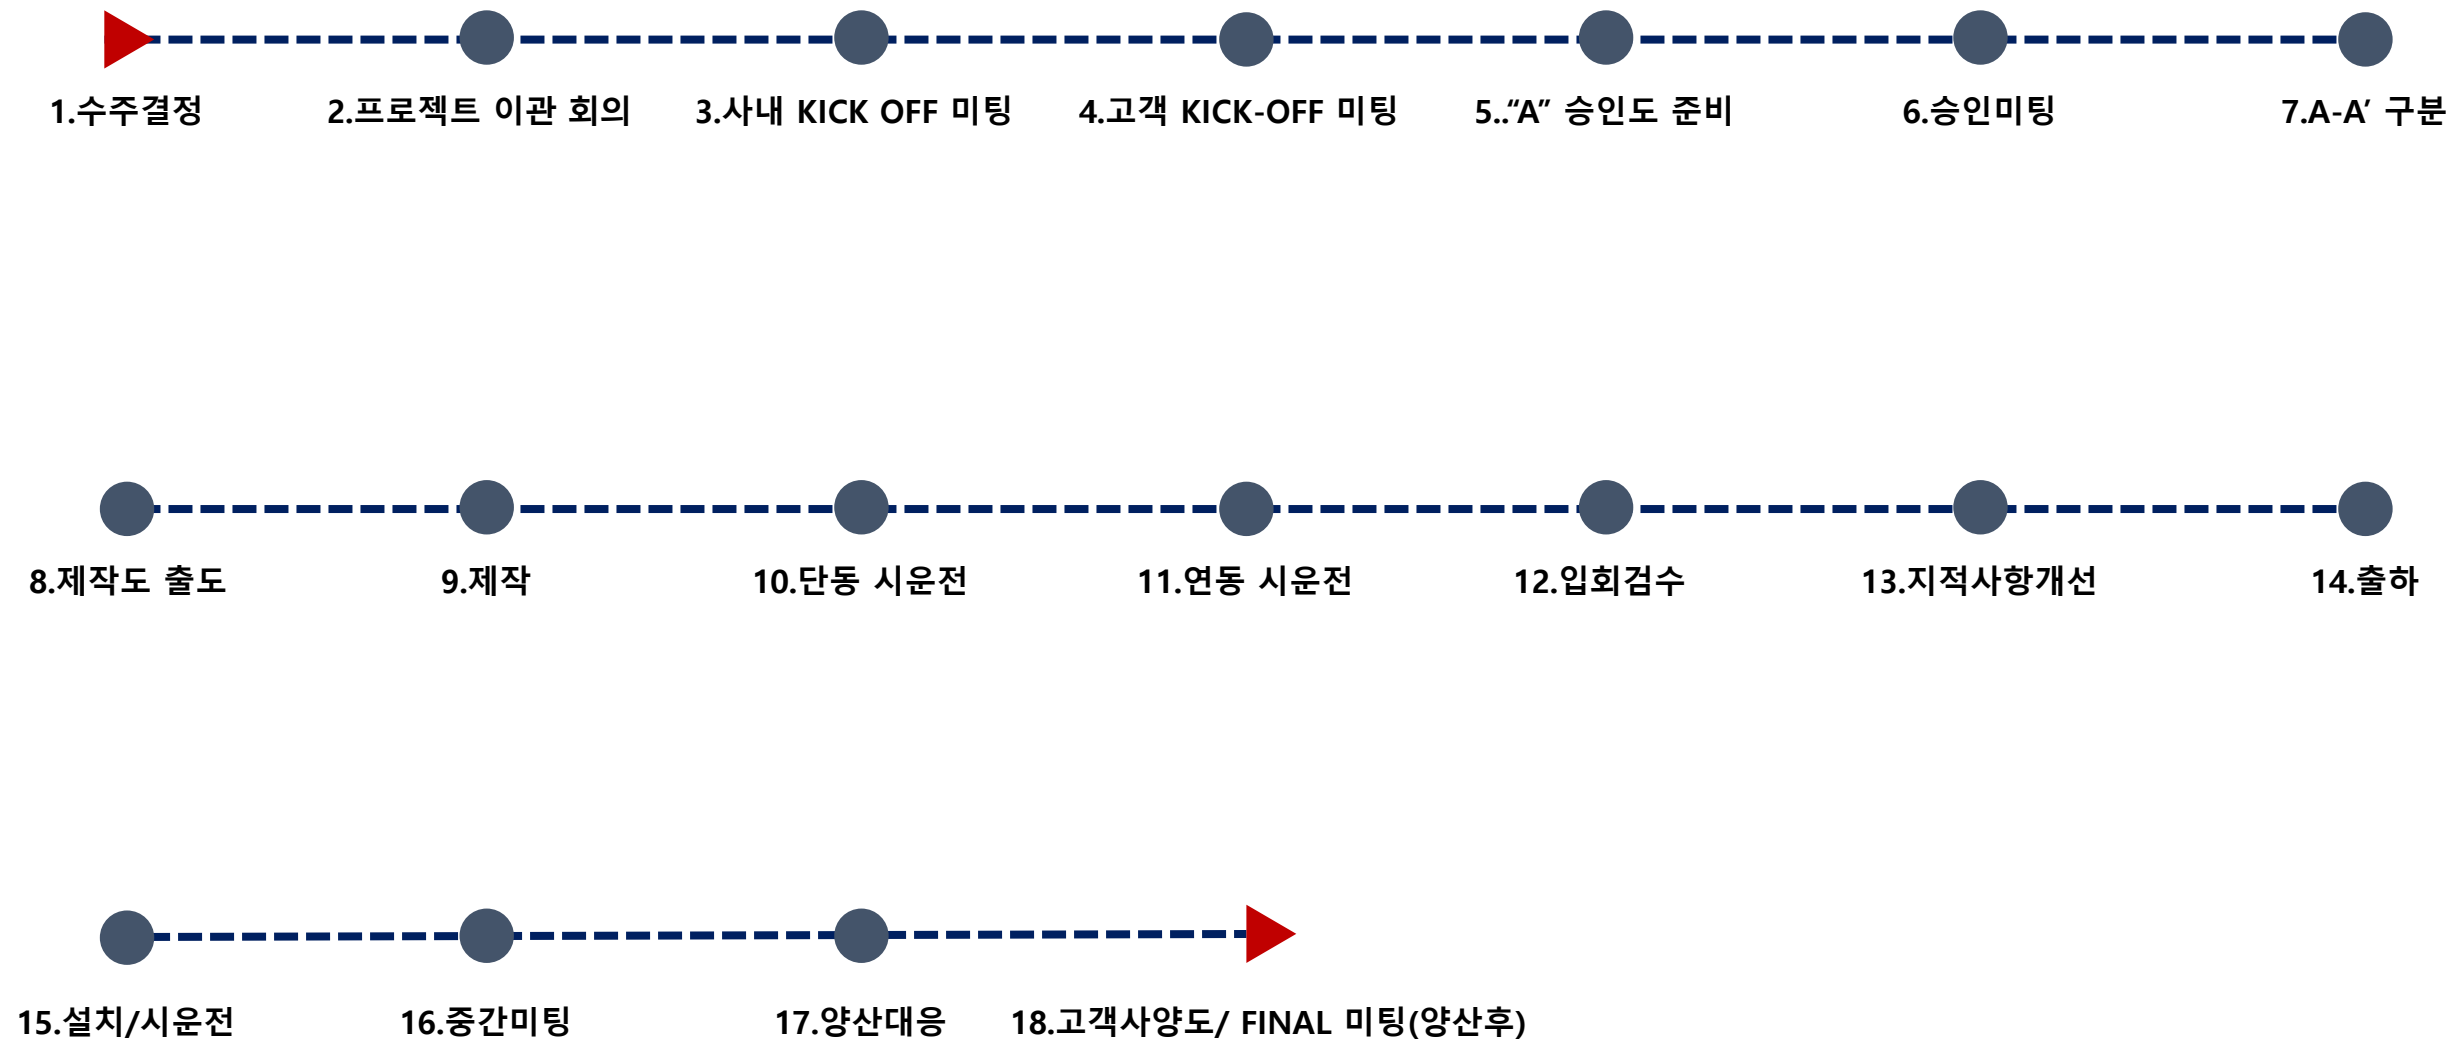 1.수주결정
2.프로젝트 이관 회의
3.사내 KICK OFF 미팅
4.고객 KICK-OFF 미팅
5..“A” 승인도 준비
6.승인미팅
7.A-A’ 구분
8.제작도 출도
9.제작
10.단동 시운전
11.연동 시운전
12.입회검수
13.지적사항개선
14.출하
15.설치/시운전
16.중간미팅
17.양산대응
18.고객사양도/ FINAL 미팅(양산후)